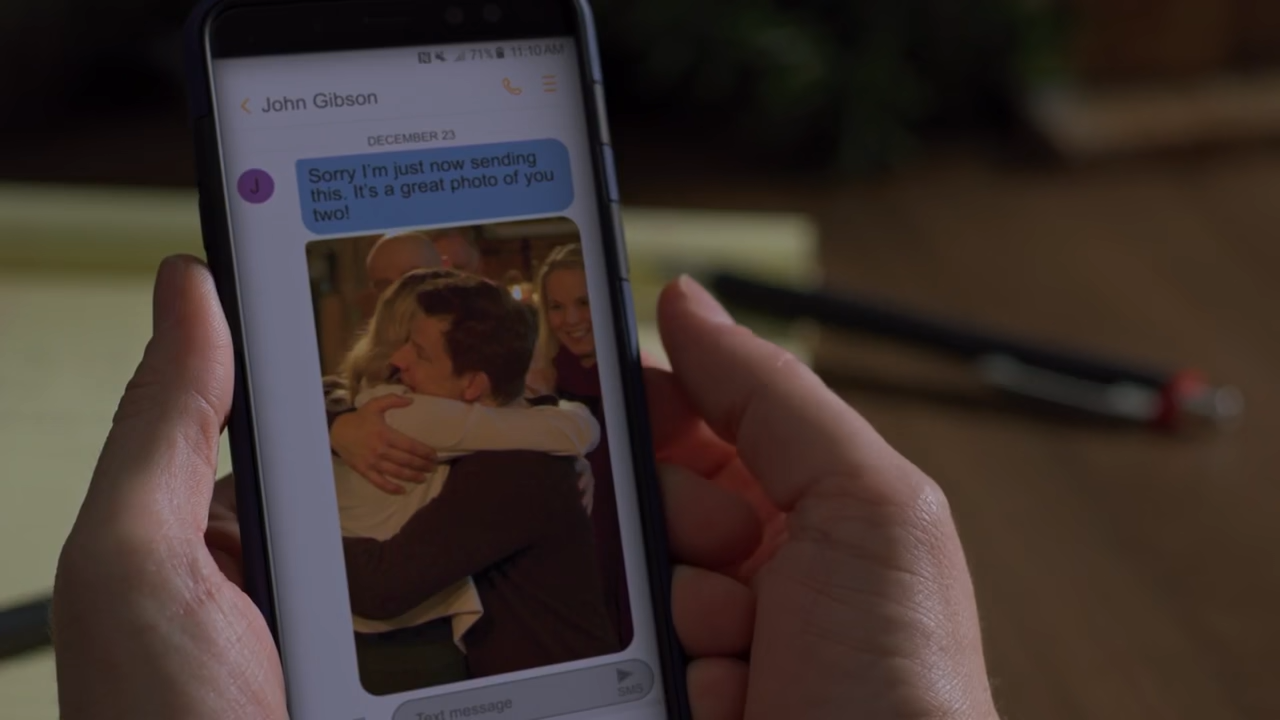 71% 11:10 AM
John Gibson
DECEMBER 23
J
Sorry I'm just now sending
this. It's a great photo of you
two!
Text message
SMS